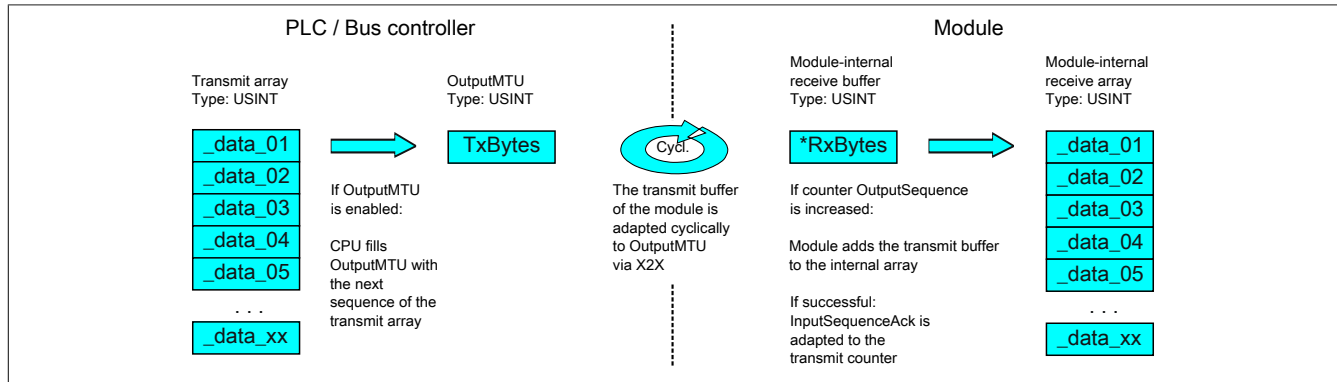 PLC / Bus controller
Module
Transmit array
Type: USINT
_data_01
_data_02
_data_03
_data_04
_data_05
. . .
_data_xx
If OutputMTU
is enabled:
CPU fills
OutputMTU with
the next
sequence of the
transmit array
OutputMTU
Type: USINT
TxBytes
Cycl.
The transmit buffer
of the module is
adapted cyclically
to OutputMTU
via X2X
Module-internal
receive buffer
Type: USINT
*RxBytes
If counter OutputSequence
is increased:
Module adds the transmit buffer
to the internal array
If successful:
InputSequenceAck is
adapted to the
transmit counter
Module-internal
receive array
Type: USINT
_data_01
_data_02
_data_03
_data_04
_data_05
. . .
_data_xx